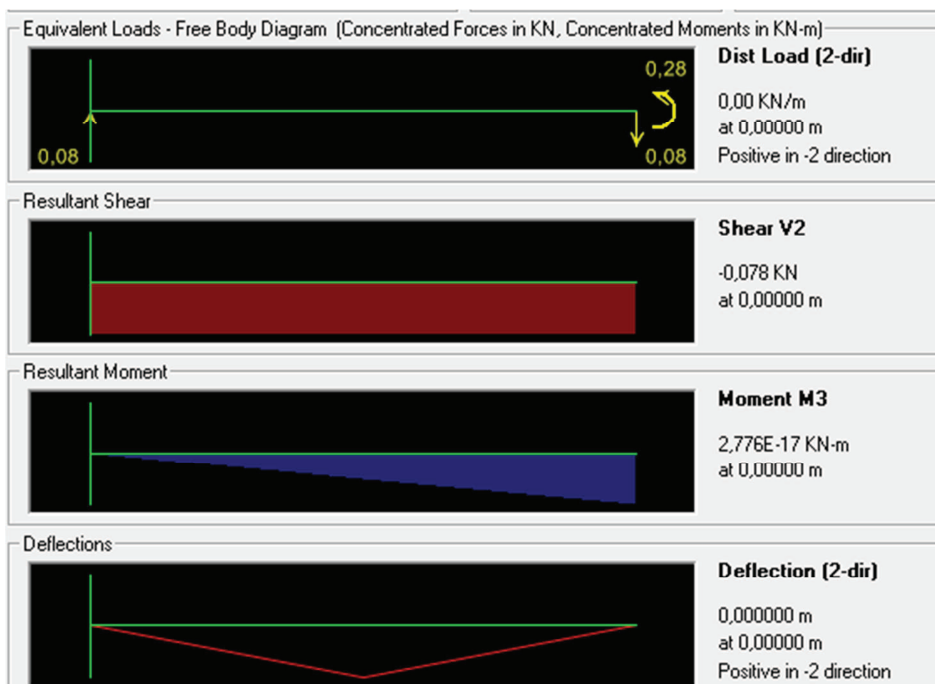 Equivalent Loads - Free Body Diagram (Concentrated Forces in KN, Concentrated Moments in KN-m)
0,08
0,28
0,08
Dist Load (2-dir)
0,00 KN/m
at 0,00000 m
Positive in -2 direction
Resultant Shear
Shear V2
-0,078 KN
at 0,00000 m
Resultant Moment
Moment M3
2,776E-17 KN-m
at 0,00000 m
Deflections
Deflection (2-dir)
0,000000 m
at 0,00000 m
Positive in -2 direction